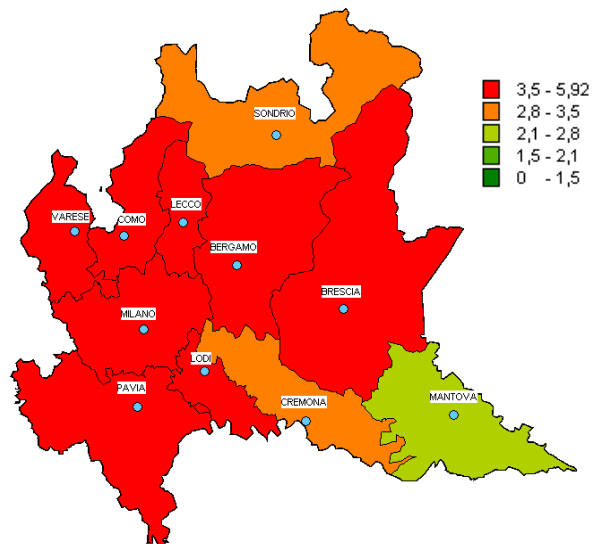 SONDRIO
3,5 - 5,92
2,8 - 3,5
2,1 - 2,8
1,5 - 2,1
0 - 1,5
LECCO
VARESE
COMO
BERGAMO
BRESCIA
MILANO
LODI
PAVIA
CREMONA
MANTOVA